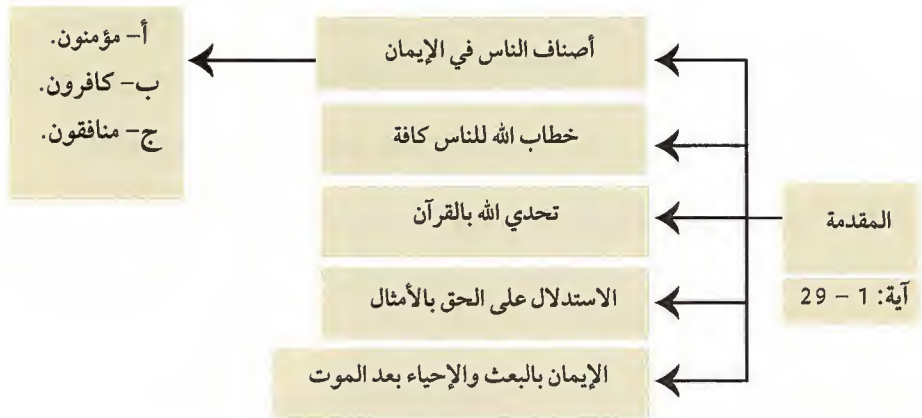 المقدمة
آية: 1 – 29
أصناف الناس في الإيمان
أ– مؤمنون.
ب– كافرون.
ج– منافقون.
خطاب الله للناس كافة
تحدي الله بالقرآن
الاستدلال على الحق بالأمثال
الإيمان بالبعث والإحياء بعد الموت